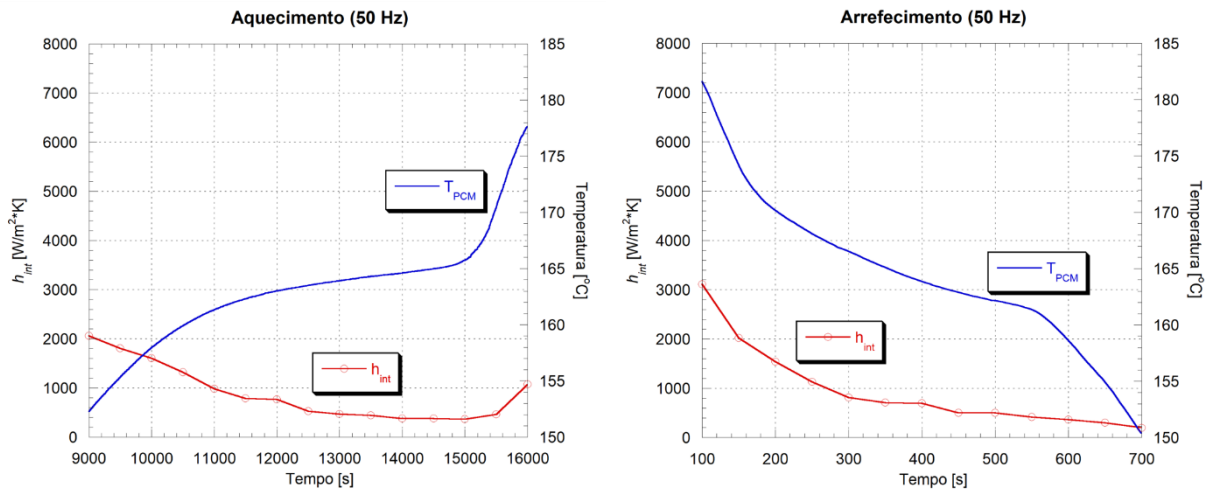 Aquecimento (50 Hz)
8000
7000
6000
5000
4000
3000
2000
1000
0
h_int [W/m²*K]
185
180
175
170
165
160
155
150
Temperatura [°C]
T_PCM
h_int
9000 10000 11000 12000 13000 14000 15000 16000
Tempo [s]
Arrefecimento (50 Hz)
8000
7000
6000
5000
4000
3000
2000
1000
0
h_int [W/m²*K]
185
180
175
170
165
160
155
150
Temperatura [°C]
T_PCM
h_int
100 200 300 400 500 600 700
Tempo [s]